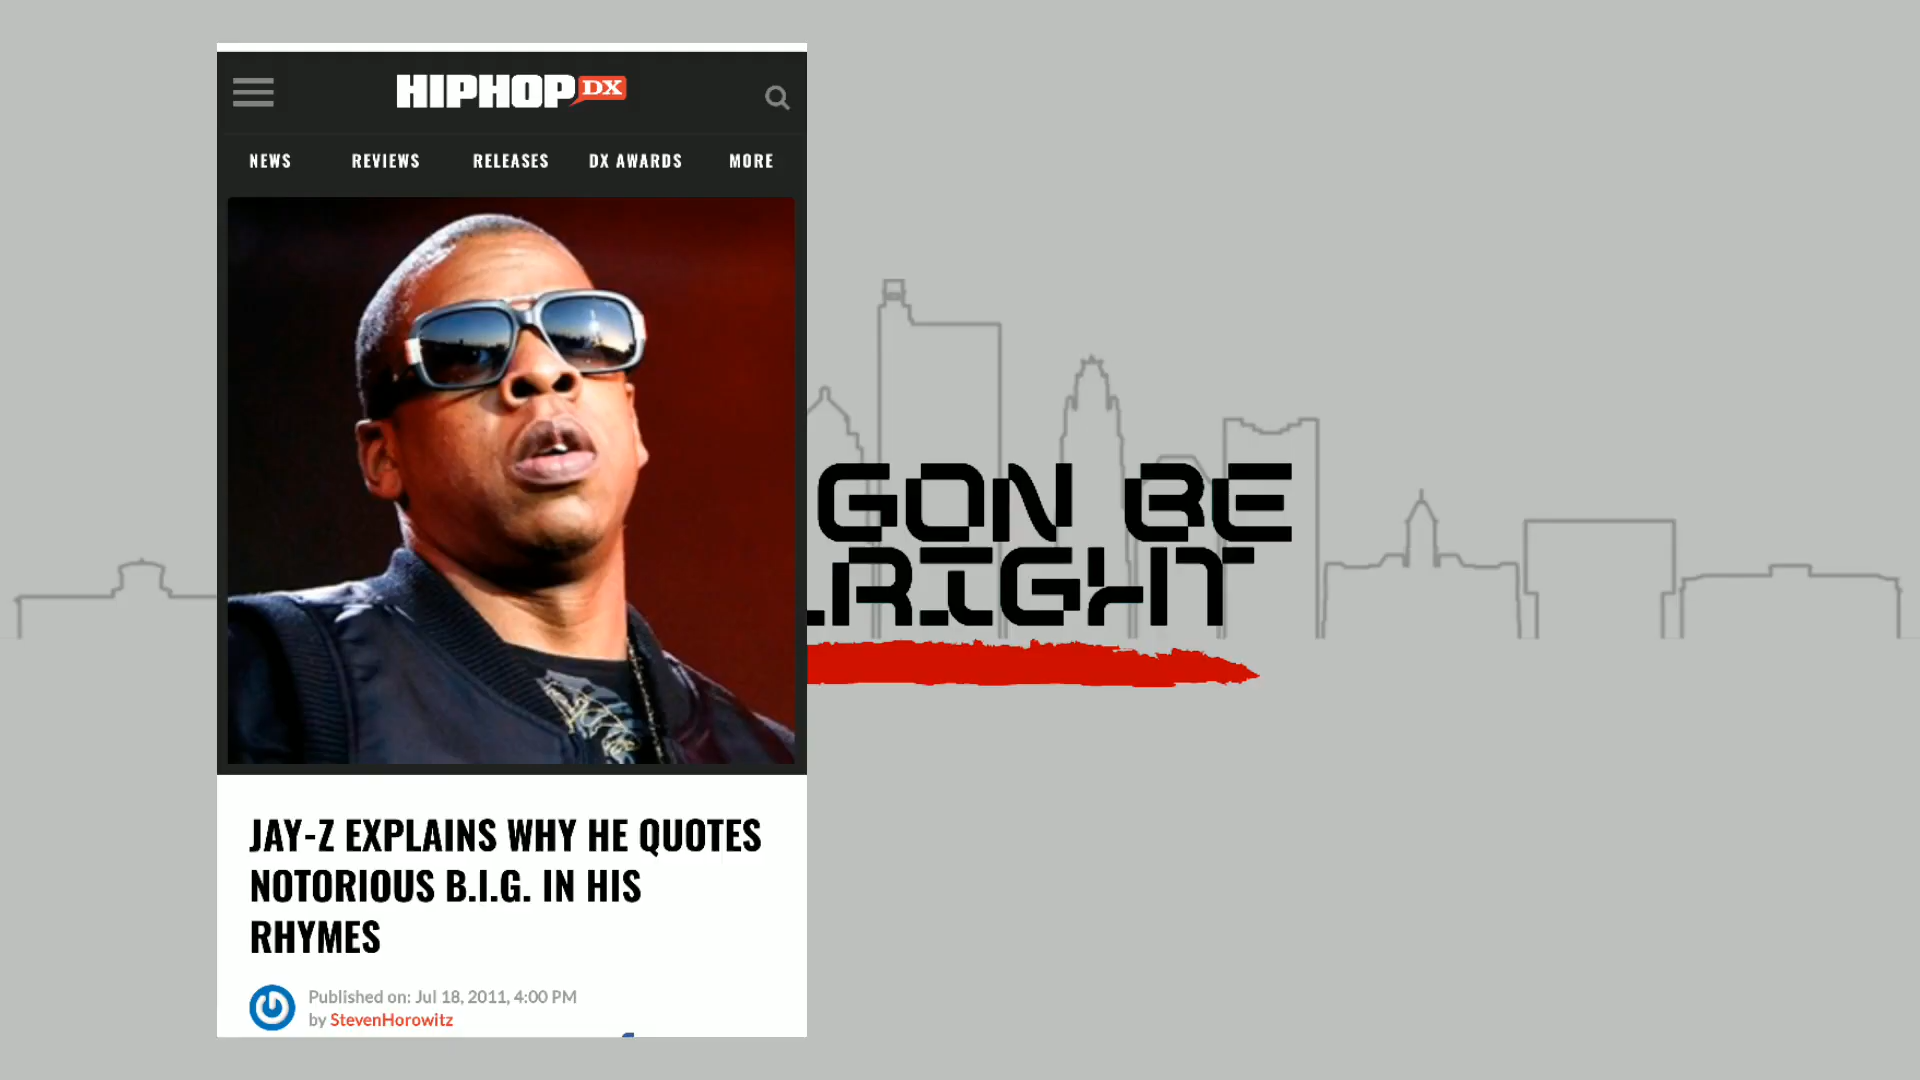 HIPHOP DX
NEWS REVIEWS RELEASES DX AWARDS MORE
GON BE
RIGHT
JAY-Z EXPLAINS WHY HE QUOTES
NOTORIOUS B.I.G. IN HIS
RHYMES
Published on: Jul 18, 2011, 4:00 PM
by StevenHorowitz